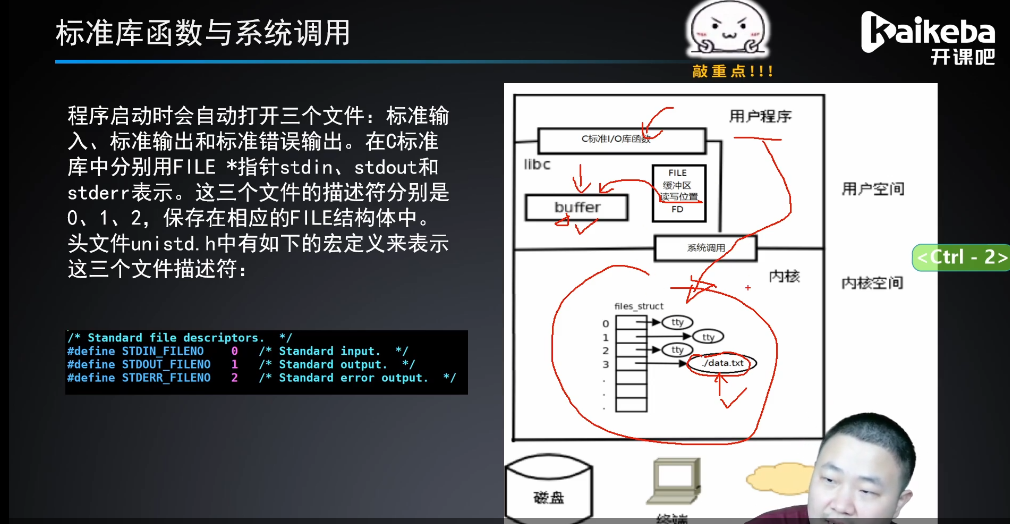 标准库函数与系统调用
敲重点!!!
Kaikeba
开课吧
程序启动时会自动打开三个文件：标准输
入、标准输出和标准错误输出。在C标准
库中分别用FILE *指针stdin、stdout和
stderr表示。这三个文件的描述符分别是
0、1、2，保存在相应的FILE结构体中。
头文件unistd.h中有如下的宏定义来表示
这三个文件描述符：
/* Standard file descriptors.  */
#define STDIN_FILENO    0   /* Standard input.  */
#define STDOUT_FILENO   1   /* Standard output.  */
#define STDERR_FILENO   2   /* Standard error output.  */
用户程序
C标准I/O库函数
libc
FILE
缓冲区
读写位置
FD
buffer
用户空间
系统调用
内核
内核空间
<Ctrl - 2>
files_struct
0 tty
1 tty
2 tty
3 ./data.txt
.
.
.
磁盘
终端